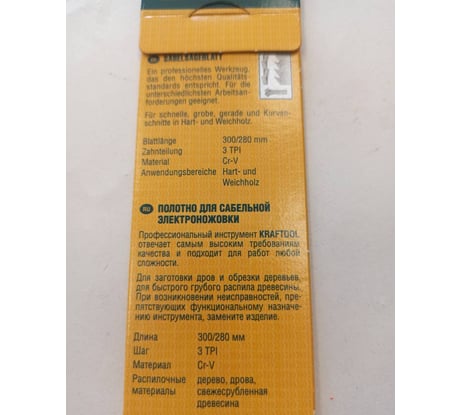 SÄBELSÄGEBLATT
Ein professionelles Werkzeug,
das den höchsten Qualitäts-
standards entspricht. Für die
unterschiedlichsten Arbeitsan-
forderungen geeignet.
Für schnelle, grobe, gerade und Kurven-
schnitte in Hart- und Weichholz.
Blattlänge 300/280 mm
Zahnteilung 3 TPI
Material Cr-V
Anwendungsbereiche Hart- und
Weichholz
RU ПОЛОТНО ДЛЯ САБЕЛЬНОЙ
ЭЛЕКТРОНОЖОВКИ
Профессиональный инструмент KRAFTOOL
отвечает самым высоким требованиям
качества и подходит для работ любой
сложности.
Для заготовки дров и обрезки деревьев,
для быстрого грубого распила древесины.
При возникновении неисправностей, пре-
пятствующих функциональному назначе-
нию инструмента, замените изделие.
Длина 300/280 мм
Шаг 3 TPI
Материал Cr-V
Распилочные дерево, дрова,
материалы свежесрубленная
древесина